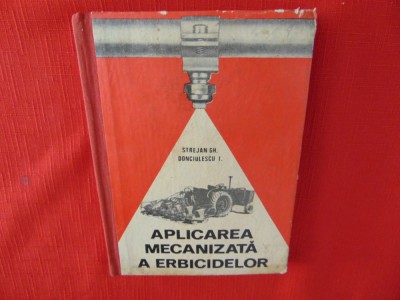 STREJAN GH.
BONCIULESCU I.
APLICAREA
MECANIZATĂ
A ERBICIDELOR